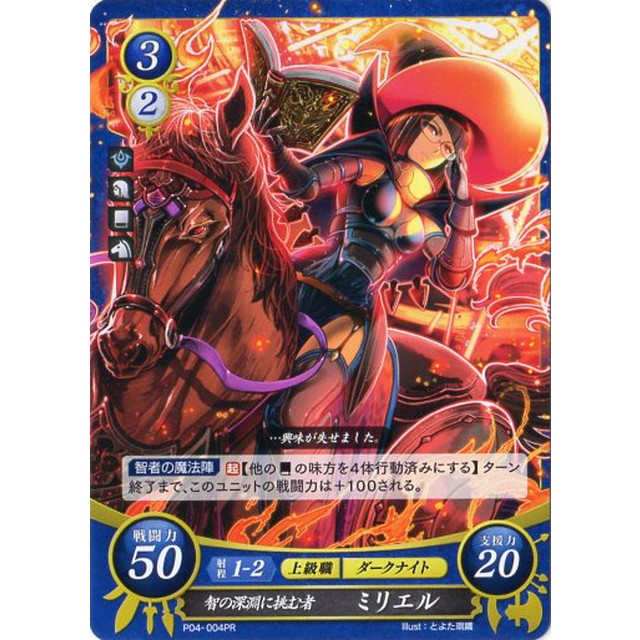 3
2
…興味が失せました。
智者の魔法陣 起【他の の味方を4体行動済みにする】ターン
終了まで、このユニットの戦闘力は＋100される。
戦闘力
50
射程 1-2 上級職 ダークナイト
支援力
20
智の深淵に挑む者 ミリエル
P04-004PR
Illust：とよた瑣織